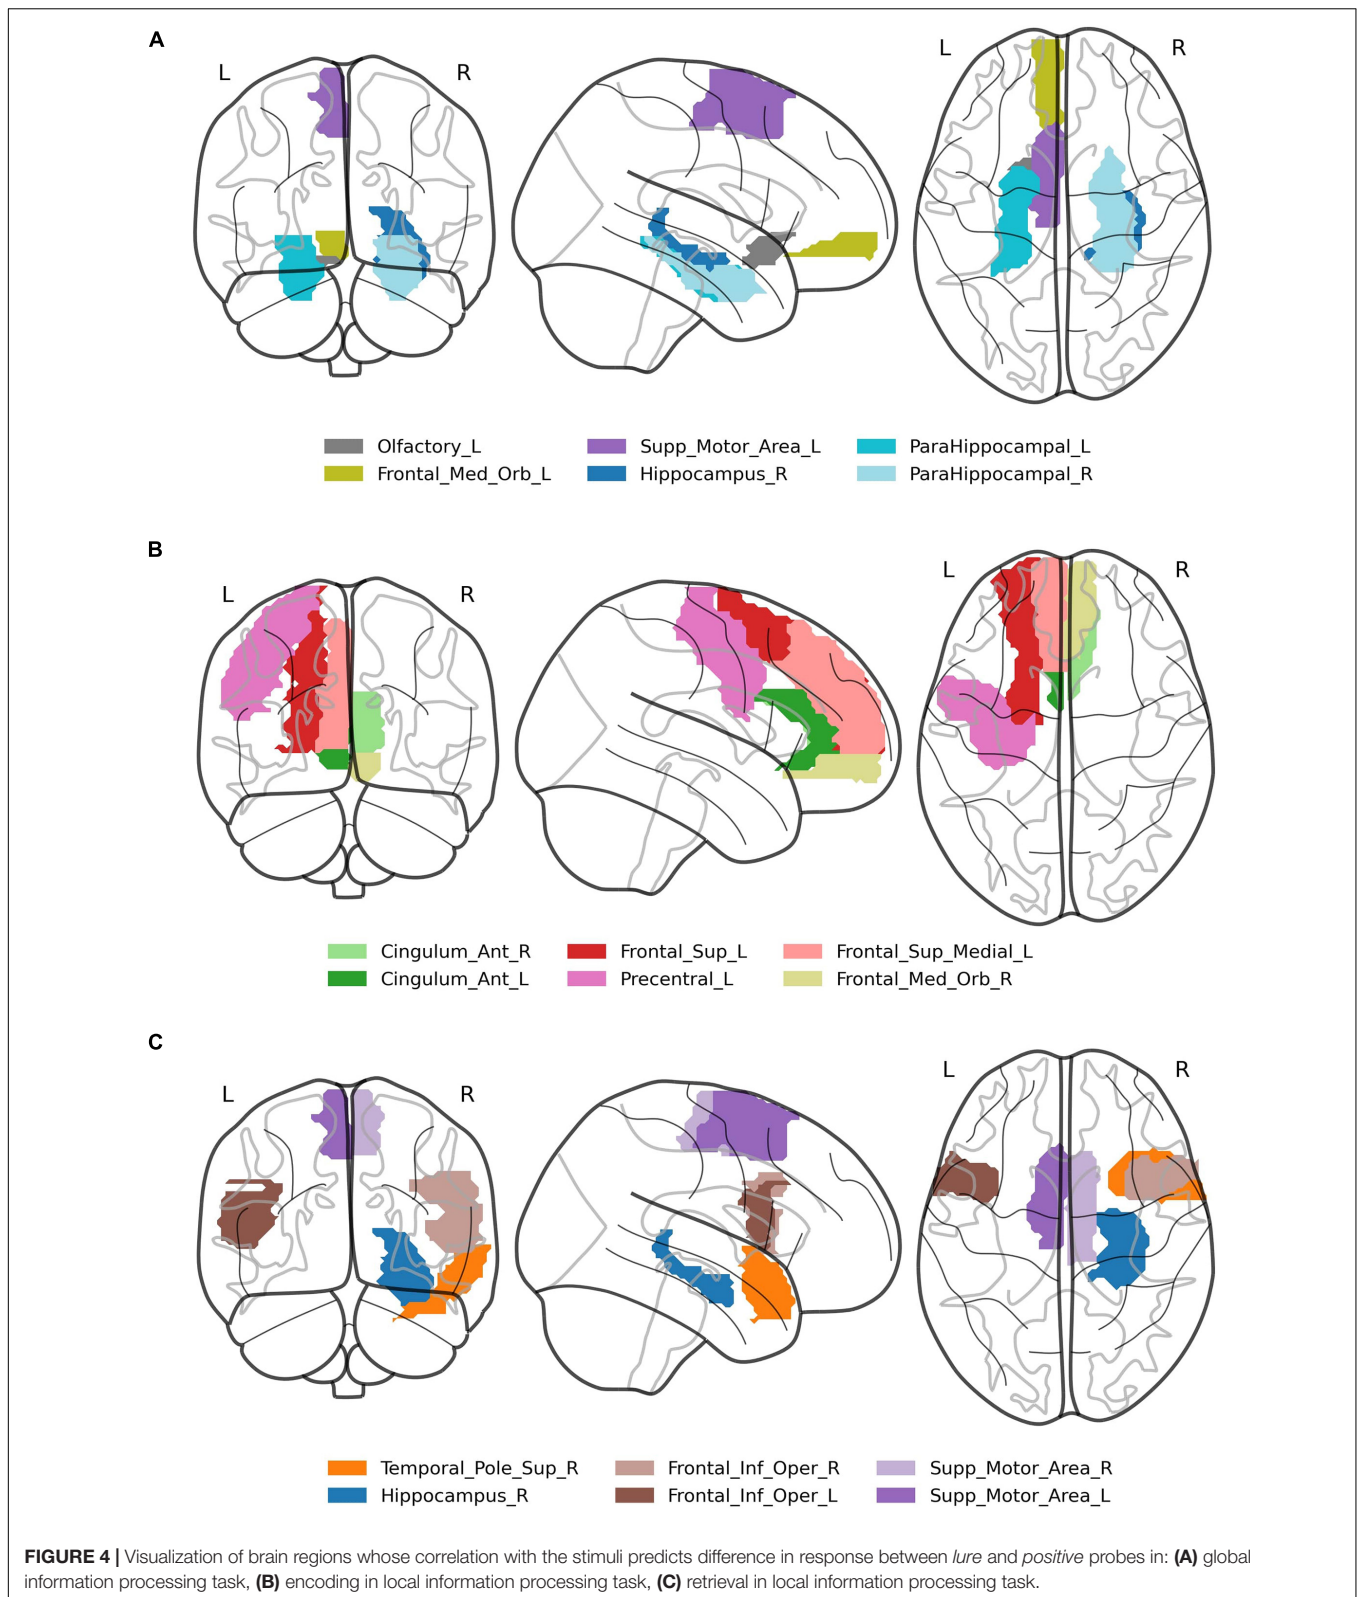 A
L R L R
Olfactory_L Supp_Motor_Area_L ParaHippocampal_L
Frontal_Med_Orb_L Hippocampus_R ParaHippocampal_R
B
L R L R
Cingulum_Ant_R Frontal_Sup_L Frontal_Sup_Medial_L
Cingulum_Ant_L Precentral_L Frontal_Med_Orb_R
C
L R L R
Temporal_Pole_Sup_R Frontal_Inf_Oper_R Supp_Motor_Area_R
Hippocampus_R Frontal_Inf_Oper_L Supp_Motor_Area_L
FIGURE 4 | Visualization of brain regions whose correlation with the stimuli predicts difference in response between lure and positive probes in: (A) global
information processing task, (B) encoding in local information processing task, (C) retrieval in local information processing task.